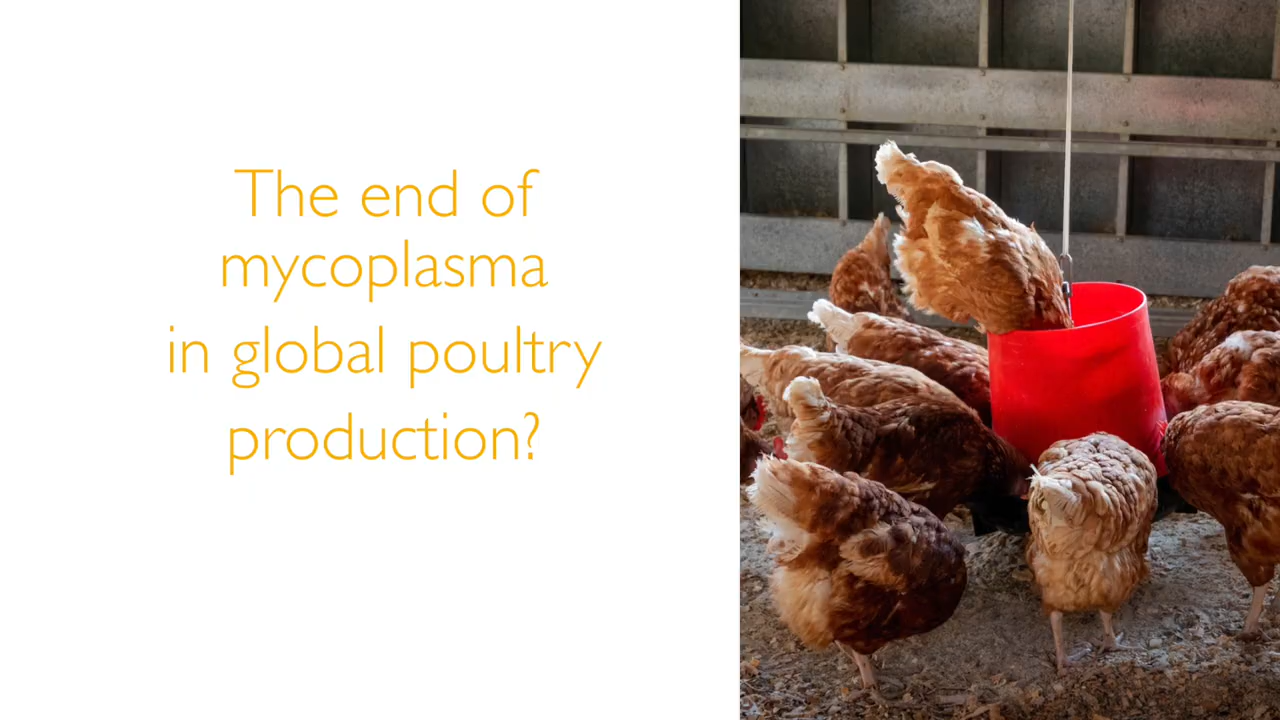 The end of
mycoplasma
in global poultry
production?